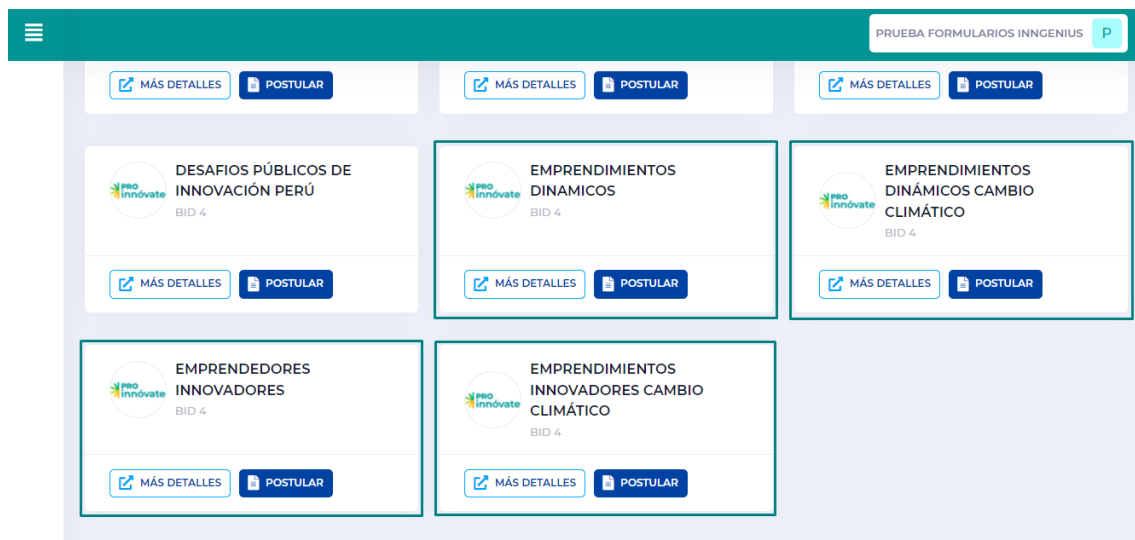 PRUEBA FORMULARIOS INNGENIUS P
MÁS DETALLES POSTULAR
MÁS DETALLES POSTULAR
MÁS DETALLES POSTULAR
PRO
innóvate
DESAFIOS PÚBLICOS DE
INNOVACIÓN PERÚ
BID 4
MÁS DETALLES POSTULAR
PRO
innóvate
EMPRENDIMIENTOS
DINAMICOS
BID 4
MÁS DETALLES POSTULAR
PRO
innóvate
EMPRENDIMIENTOS
DINÁMICOS CAMBIO
CLIMÁTICO
BID 4
MÁS DETALLES POSTULAR
PRO
innóvate
EMPRENDEDORES
INNOVADORES
BID 4
MÁS DETALLES POSTULAR
PRO
innóvate
EMPRENDIMIENTOS
INNOVADORES CAMBIO
CLIMÁTICO
BID 4
MÁS DETALLES POSTULAR